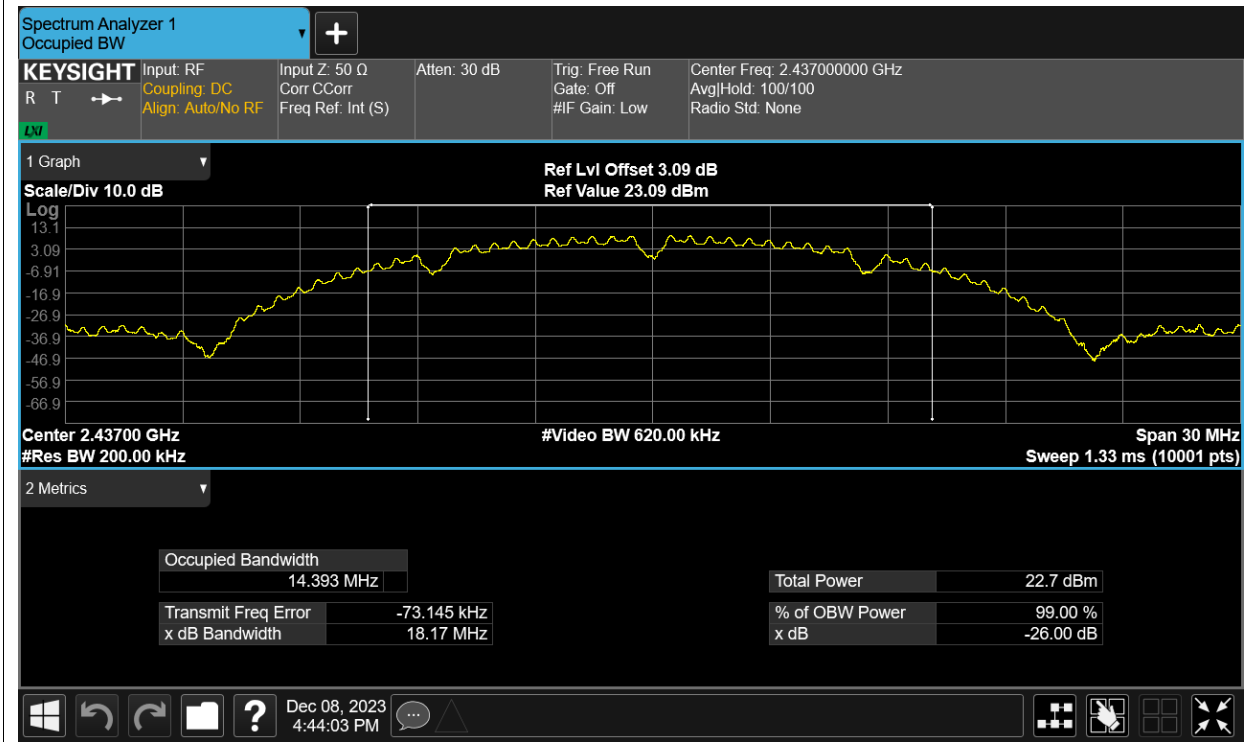 Spectrum Analyzer 1
Occupied BW
KEYSIGHT
R T
LXI
Input: RF
Coupling: DC
Align: Auto/No RF
Input Z: 50 Ω
Corr CCorr
Freq Ref: Int (S)
Atten: 30 dB
Trig: Free Run
Gate: Off
#IF Gain: Low
Center Freq: 2.437000000 GHz
Avg|Hold: 100/100
Radio Std: None
1 Graph
Scale/Div 10.0 dB
Ref Lvl Offset 3.09 dB
Ref Value 23.09 dBm
Log
13.1
3.09
-6.91
-16.9
-26.9
-36.9
-46.9
-56.9
-66.9
Center 2.43700 GHz
#Video BW 620.00 kHz
Span 30 MHz
#Res BW 200.00 kHz
Sweep 1.33 ms (10001 pts)
2 Metrics
Occupied Bandwidth
14.393 MHz
Total Power 22.7 dBm
Transmit Freq Error -73.145 kHz
% of OBW Power 99.00 %
x dB Bandwidth 18.17 MHz
x dB -26.00 dB
?
Dec 08, 2023
4:44:03 PM